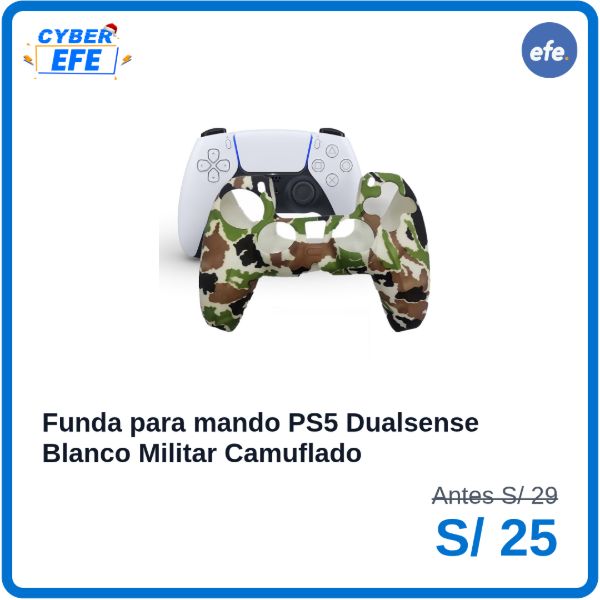 CYBER
EFE
efe.
Funda para mando PS5 Dualsense
Blanco Militar Camuflado
Antes S/ 29
S/ 25